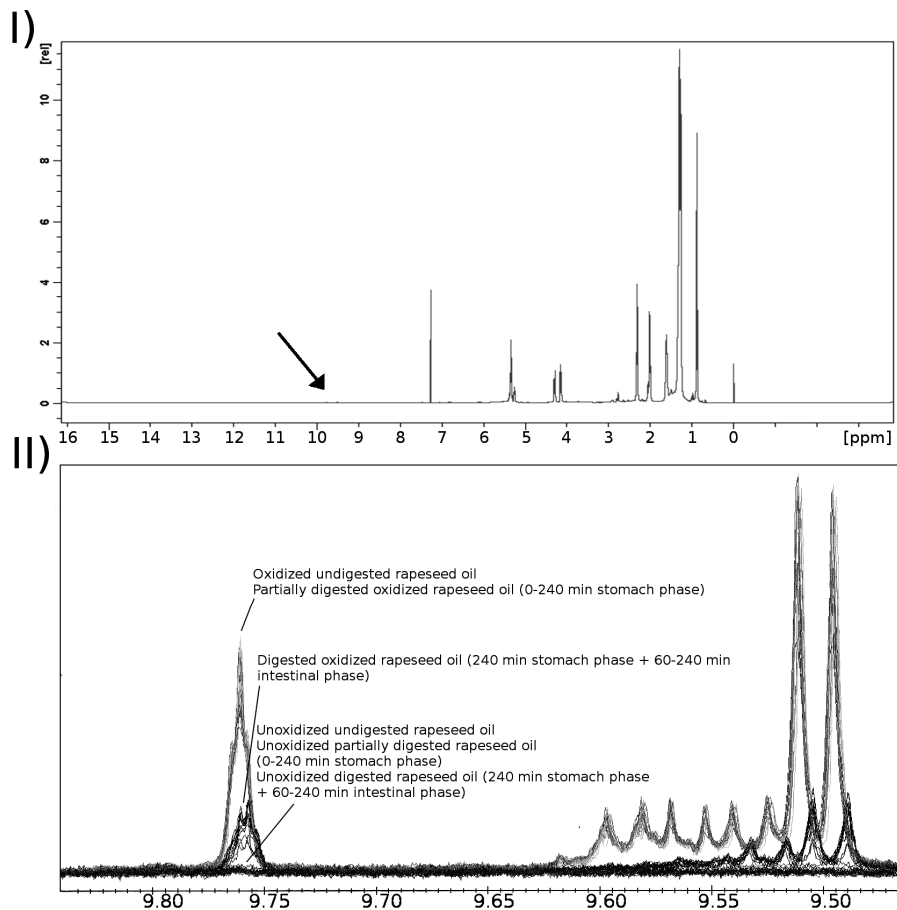 I)
[rel]
10
8
6
4
2
0
16 15 14 13 12 11 10 9 8 7 6 5 4 3 2 1 0 [ppm]
II)
Oxidized undigested rapeseed oil
Partially digested oxidized rapeseed oil (0-240 min stomach phase)
Digested oxidized rapeseed oil (240 min stomach phase + 60-240 min
intestinal phase)
Unoxidized undigested rapeseed oil
Unoxidized partially digested rapeseed oil
(0-240 min stomach phase)
Unoxidized digested rapeseed oil (240 min stomach phase
+ 60-240 min intestinal phase)
9.80 9.75 9.70 9.65 9.60 9.55 9.50